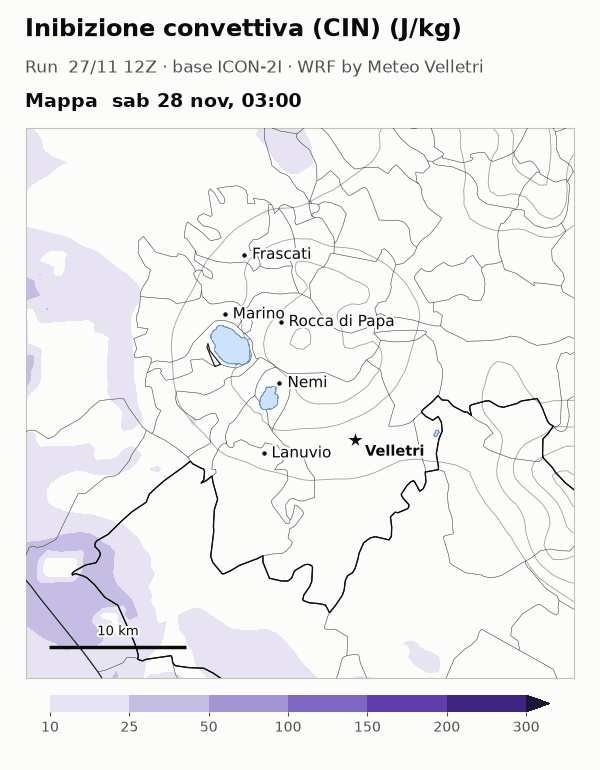 Inibizione convettiva (CIN) (J/kg)
Run  27/11 12Z · base ICON-2I · WRF by Meteo Velletri
Mappa  sab 28 nov, 03:00
Frascati
Marino
Rocca di Papa
Nemi
Velletri
Lanuvio
10 km
10 25 50 100 150 200 300